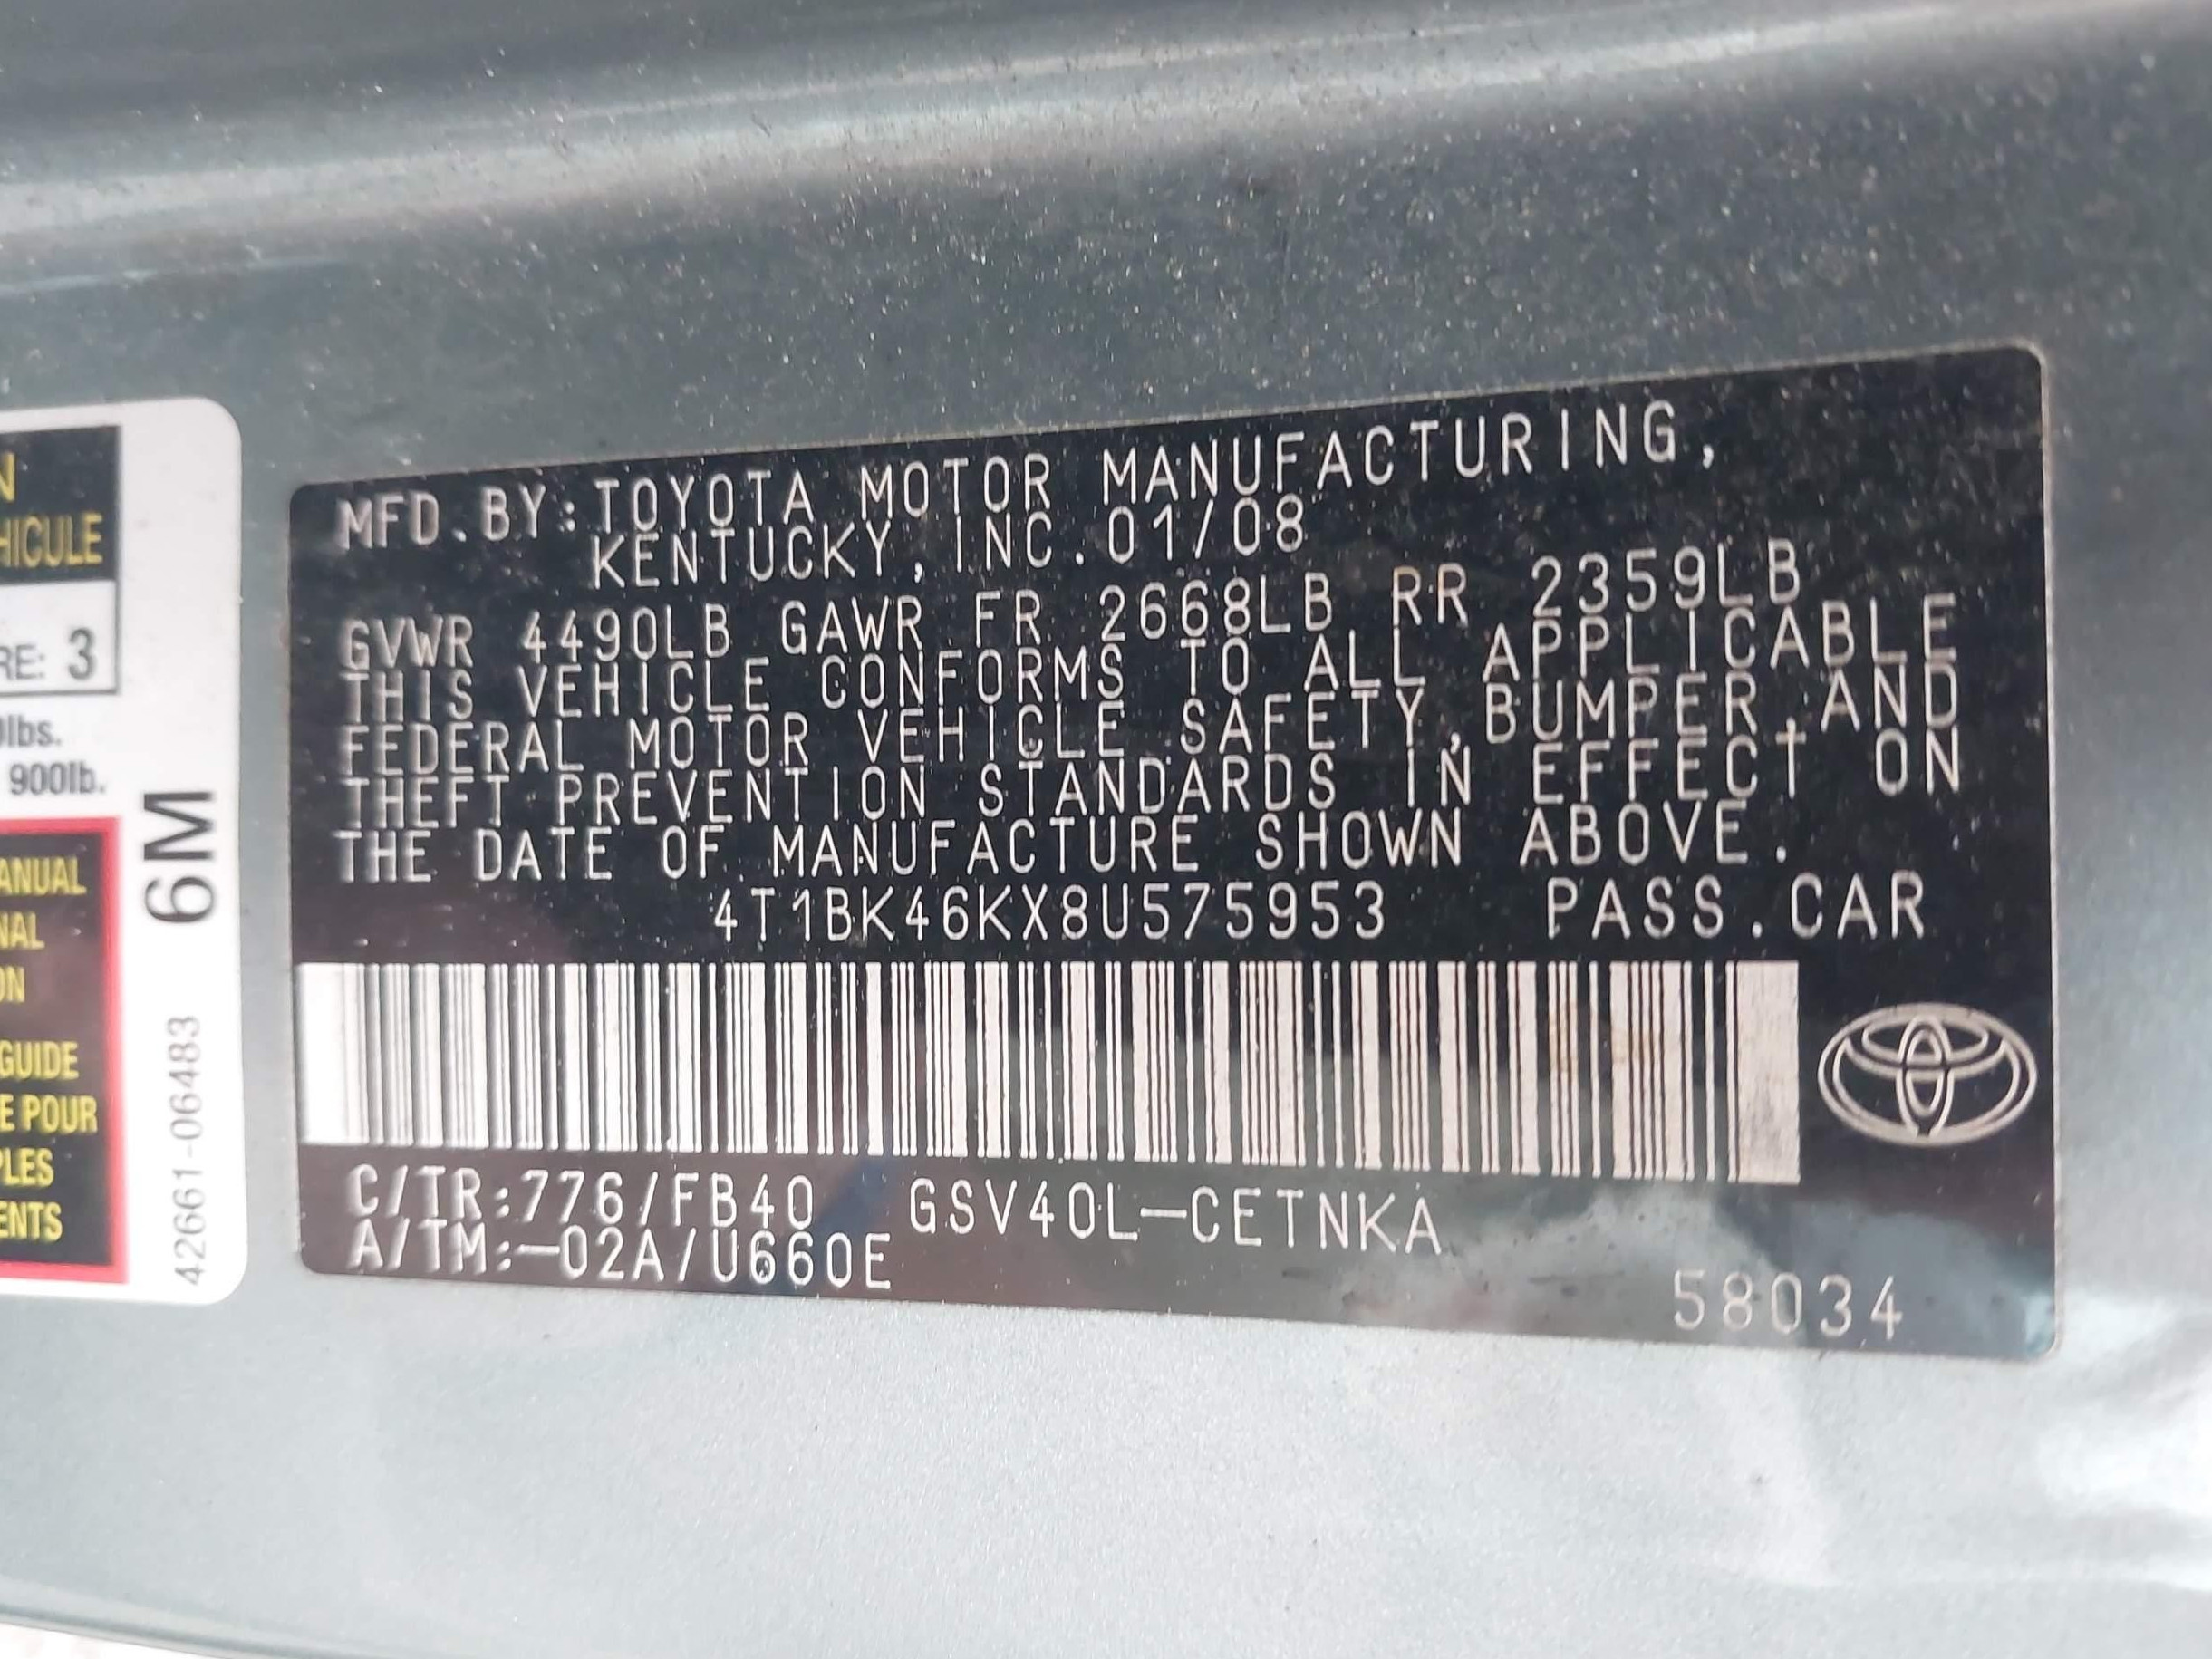 N
HICULE
RE: 3
0lbs.
900lb.
ANUAL
NAL
ON
GUIDE
E POUR
PLES
ENTS
6M
42661-06483
MFD.BY:TOYOTA MOTOR MANUFACTURING,
KENTUCKY, INC.01/08
GVWR 4490LB GAWR FR 2668LB RR 2359LB
THIS VEHICLE CONFORMS TO ALL APPLICABLE
FEDERAL MOTOR VEHICLE SAFETY,BUMPER,AND
THEFT PREVENTION STANDARDS IN EFFECT ON
THE DATE OF MANUFACTURE SHOWN ABOVE.
4T1BK46KX8U575953 PASS.CAR
C/TR:776/FB40 GSV40L-CETNKA
A/TM:-02A/U660E
58034